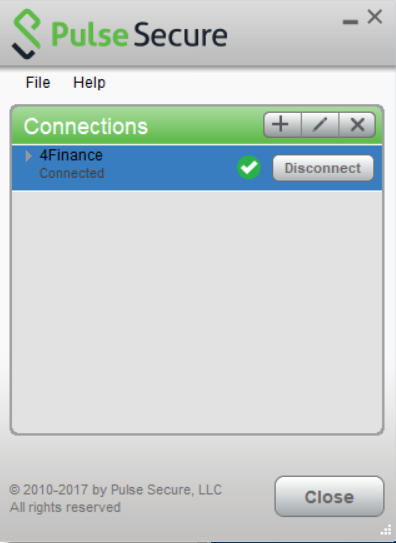 Pulse Secure
File Help
Connections
4Finance
Connected
Disconnect
© 2010-2017 by Pulse Secure, LLC
All rights reserved
Close